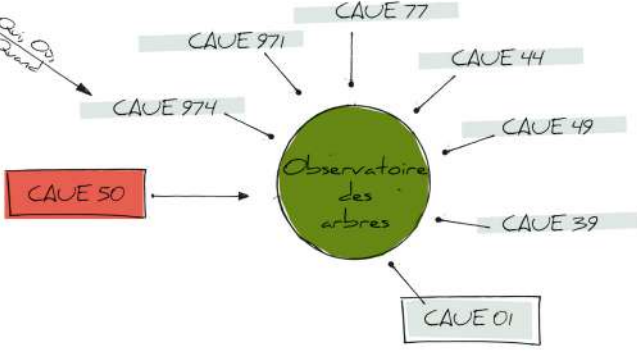 CAUE 77
CAUE 971
CAUE 44
Qui, Où,
Quand
CAUE 974
CAUE 49
Observatoire
des
arbres
CAUE 50
CAUE 39
CAUE 01